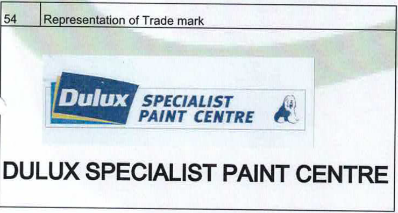 54 Representation of Trade mark
Dulux SPECIALIST
PAINT CENTRE
DULUX SPECIALIST PAINT CENTRE